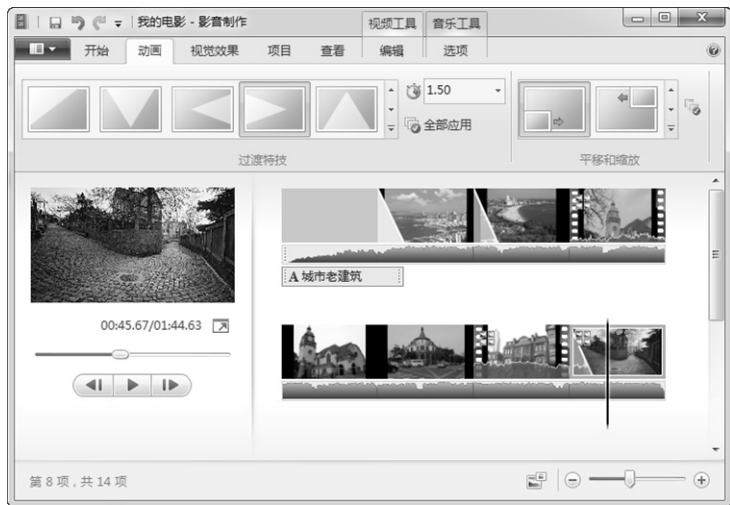 我的电影 - 影音制作
视频工具 音乐工具
开始 动画 视觉效果 项目 查看 编辑 选项
1.50
全部应用
过渡特技 平移和缩放
A 城市老建筑
00:45.67/01:44.63
第 8 项，共 14 项